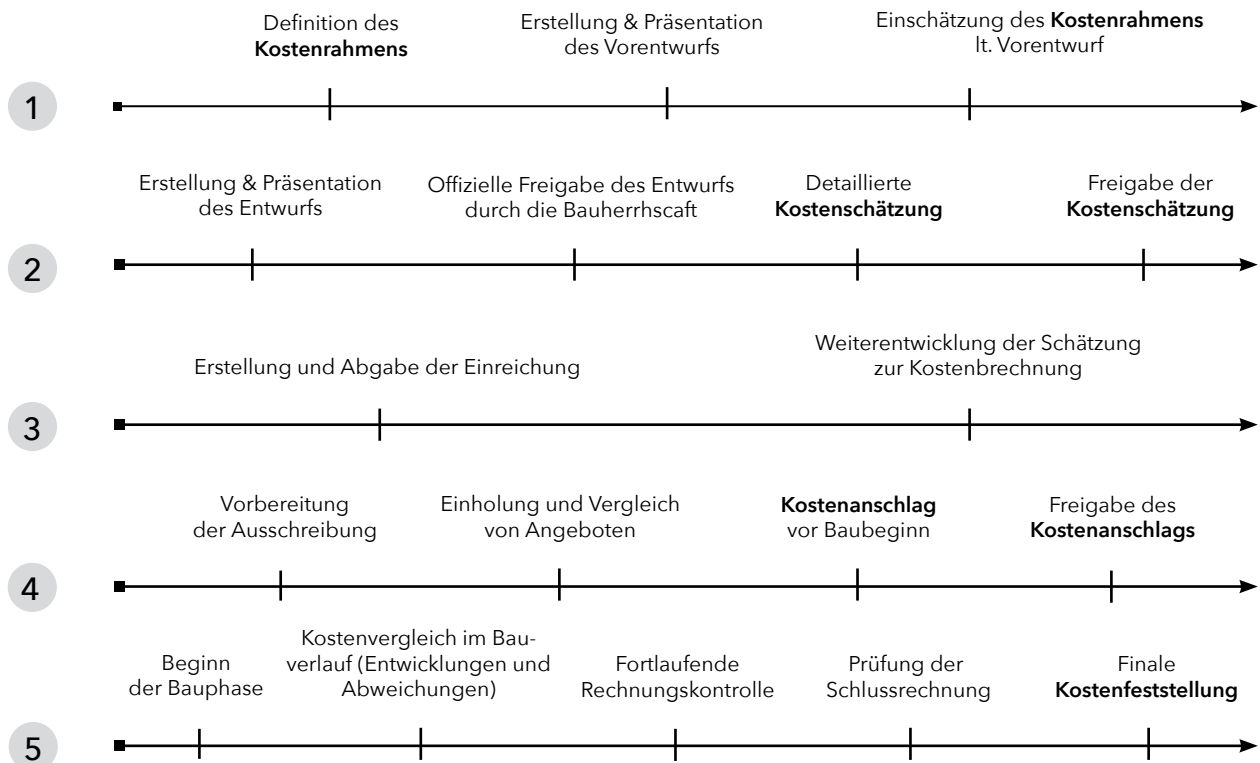 Definition des
Kostenrahmens
Erstellung & Präsentation
des Vorentwurfs
Einschätzung des Kostenrahmens
lt. Vorentwurf
1
Erstellung & Präsentation
des Entwurfs
Offizielle Freigabe des Entwurfs
durch die Bauherrhscaft
Detaillierte
Kostenschätzung
Freigabe der
Kostenschätzung
2
Erstellung und Abgabe der Einreichung
Weiterentwicklung der Schätzung
zur Kostenbrechnung
3
Vorbereitung
der Ausschreibung
Einholung und Vergleich
von Angeboten
Kostenanschlag
vor Baubeginn
Freigabe des
Kostenanschlags
4
Beginn
der Bauphase
Kostenvergleich im Bau-
verlauf (Entwicklungen und
Abweichungen)
Fortlaufende
Rechnungskontrolle
Prüfung der
Schlussrechnung
Finale
Kostenfeststellung
5